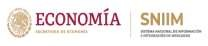 ECONOMÍA
SECRETARÍA DE ECONOMÍA
SNIIM
SISTEMA NACIONAL DE INFORMACIÓN
E INTEGRACIÓN DE MERCADOS